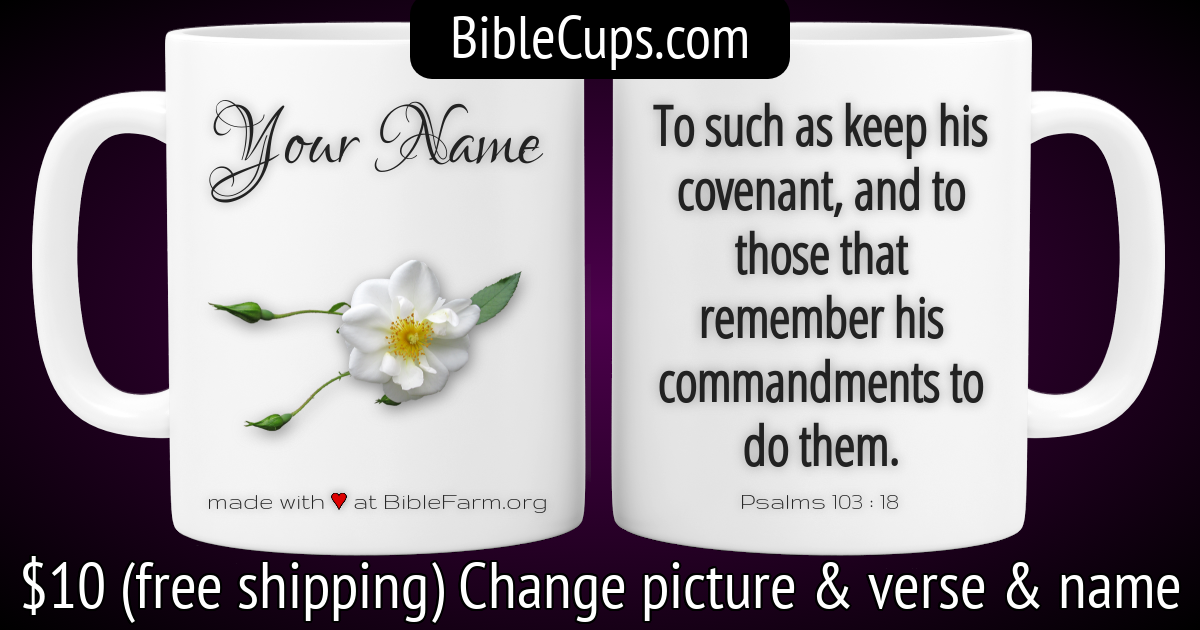 BibleCups.com
Your Name
made with ♥ at BibleFarm.org
To such as keep his
covenant, and to
those that
remember his
commandments to
do them.
Psalms 103 : 18
$10 (free shipping) Change picture & verse & name